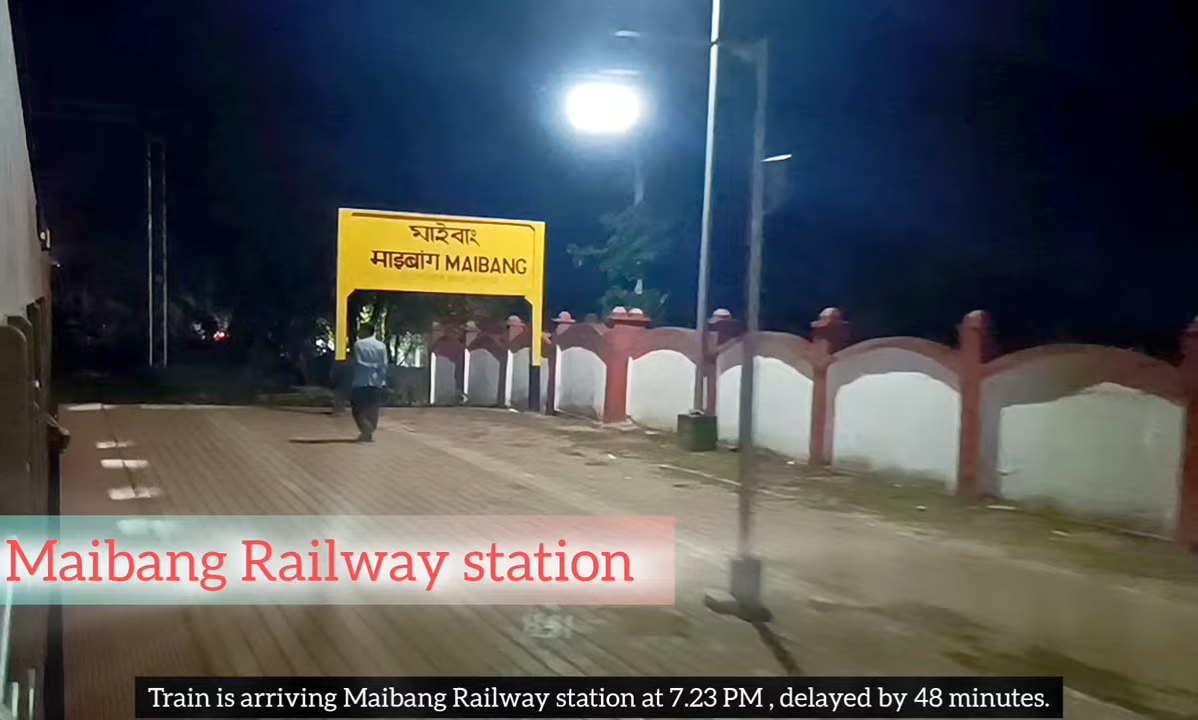 মাইবাং
माइबांग MAIBANG
Maibang Railway station
Train is arriving Maibang Railway station at 7.23 PM , delayed by 48 minutes.